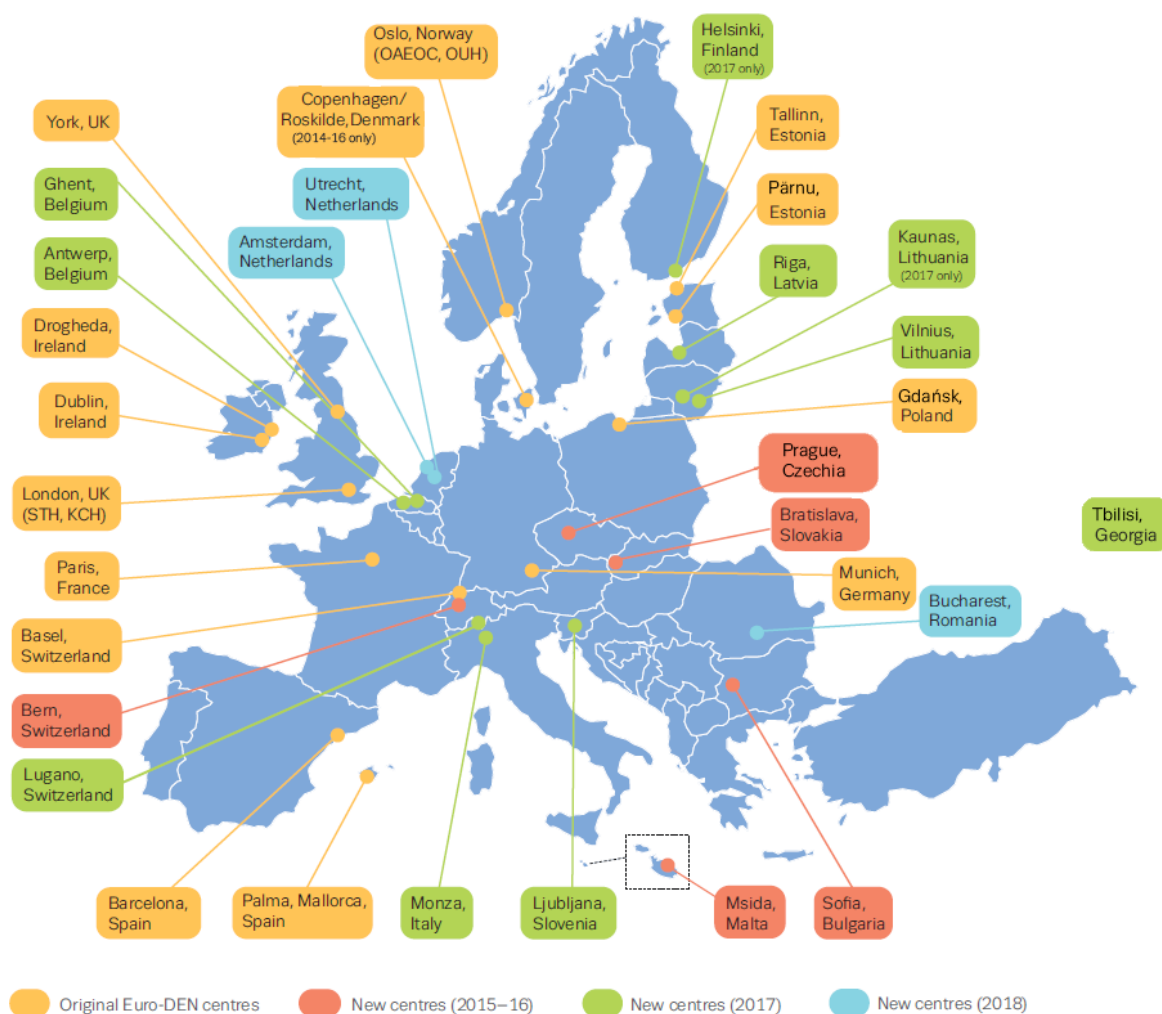 Oslo, Norway
(OAEOC, OUH)
Helsinki,
Finland
(2017 only)
Copenhagen/
Roskilde, Denmark
(2014-16 only)
York, UK
Tallinn,
Estonia
Ghent,
Belgium
Utrecht,
Netherlands
Pärnu,
Estonia
Amsterdam,
Netherlands
Antwerp,
Belgium
Riga,
Latvia
Kaunas,
Lithuania
(2017 only)
Drogheda,
Ireland
Vilnius,
Lithuania
Dublin,
Ireland
Gdańsk,
Poland
Prague,
Czechia
London, UK
(STH, KCH)
Bratislava,
Slovakia
Tbilisi,
Georgia
Paris,
France
Munich,
Germany
Bucharest,
Romania
Basel,
Switzerland
Bern,
Switzerland
Lugano,
Switzerland
Barcelona,
Spain
Palma, Mallorca,
Spain
Monza,
Italy
Ljubljana,
Slovenia
Msida,
Malta
Sofia,
Bulgaria
Original Euro-DEN centres
New centres (2015–16)
New centres (2017)
New centres (2018)